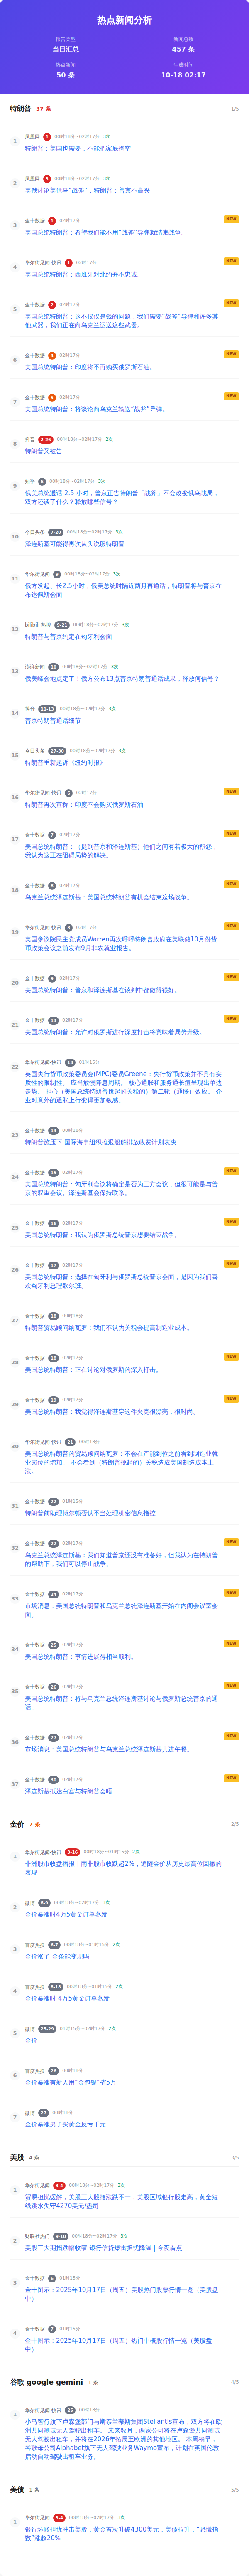 热点新闻分析
报告类型
新闻总数
当日汇总
457 条
热点新闻
生成时间
50 条
10-18 02:17
特朗普 37 条 1/5
1 凤凰网 1 00时18分~02时17分 3次
特朗普：美国也需要，不能把家底掏空
2 凤凰网 3 00时18分~02时17分 3次
美俄讨论美供乌“战斧”，特朗普：普京不高兴
3 金十数据 1 02时17分 NEW
美国总统特朗普：希望我们能不用“战斧”导弹就结束战争。
4 华尔街见闻-快讯 1 02时17分 NEW
美国总统特朗普：西班牙对北约并不忠诚。
5 金十数据 2 02时17分 NEW
美国总统特朗普：这不仅仅是钱的问题，我们需要“战斧”导弹和许多其
他武器，我们正在向乌克兰运送这些武器。
6 金十数据 4 02时17分 NEW
美国总统特朗普：印度将不再购买俄罗斯石油。
7 金十数据 5 02时17分 NEW
美国总统特朗普：将谈论向乌克兰输送“战斧”导弹。
8 抖音 2-26 00时18分~02时17分 2次
特朗普又被告
9 知乎 6 00时18分~02时17分 3次
俄美总统通话 2.5 小时，普京正告特朗普「战斧」不会改变俄乌战局，
双方还谈了什么？释放哪些信号？
10 今日头条 7-20 00时18分~02时17分 3次
泽连斯基可能得再次从头说服特朗普
11 华尔街见闻 9 00时18分~02时17分 3次
俄方发起、长2.5小时，俄美总统时隔近两月再通话，特朗普将与普京在
布达佩斯会面
12 bilibili 热搜 9-21 00时18分~02时17分 3次
特朗普与普京约定在匈牙利会面
13 澎湃新闻 10 00时18分~02时17分 3次
俄美峰会地点定了！俄方公布13点普京特朗普通话成果，释放何信号？
14 抖音 11-13 00时18分~02时17分 3次
普京特朗普通话细节
15 今日头条 27-30 00时18分~02时17分 3次
特朗普重新起诉《纽约时报》
16 华尔街见闻-快讯 6 02时17分 NEW
特朗普再次宣称：印度不会购买俄罗斯石油
17 金十数据 7 02时17分 NEW
美国总统特朗普：（提到普京和泽连斯基）他们之间有着极大的积怨，
我认为这正在阻碍局势的解决。
18 金十数据 8 02时17分 NEW
乌克兰总统泽连斯基：美国总统特朗普有机会结束这场战争。
19 华尔街见闻-快讯 8 02时17分 NEW
美国参议院民主党成员Warren再次呼呼特朗普政府在美联储10月份货
币政策会议之前发布9月非农就业报告。
20 金十数据 9 02时17分 NEW
美国总统特朗普：普京和泽连斯基在谈判中都做得很好。
21 金十数据 13 02时17分 NEW
美国总统特朗普：允许对俄罗斯进行深度打击将意味着局势升级。
22 华尔街见闻-快讯 13 01时15分
英国央行货币政策委员会(MPC)委员Greene：央行货币政策并不具有实
质性的限制性。 应当放慢降息周期。 核心通胀和服务通长但呈现出单边
走势。 担心（美国总统特朗普挑起的关税的）第二轮（通胀）效应。 企
业对意外的通胀上行变得更加敏感。
23 金十数据 14 00时18分
特朗普施压下 国际海事组织推迟船舶排放收费计划表决
24 金十数据 15 02时17分 NEW
美国总统特朗普：匈牙利会议将确定是否为三方会议，但很可能是与普
京的双重会议。泽连斯基会保持联系。
25 金十数据 16 02时17分 NEW
美国总统特朗普：我认为俄罗斯总统普京想要结束战争。
26 金十数据 17 02时17分 NEW
美国总统特朗普：选择在匈牙利与俄罗斯总统普京会面，是因为我们喜
欢匈牙利总理欧尔班。
27 金十数据 18 00时18分
特朗普贸易顾问纳瓦罗：我们不认为关税会提高制造业成本。
28 金十数据 18 02时17分 NEW
美国总统特朗普：正在讨论对俄罗斯的深入打击。
29 金十数据 19 02时17分 NEW
美国总统特朗普：我觉得泽连斯基穿这件夹克很漂亮，很时尚。
30 华尔街见闻-快讯 21 00时18分
美国总统特朗普的贸易顾问纳瓦罗：不会在产能到位之前看到制造业就
业岗位的增加。 不会看到（特朗普挑起的）关税造成美国制造成本上
涨。
31 金十数据 22 01时15分
特朗普前助理博尔顿否认不当处理机密信息指控
32 金十数据 22 02时17分 NEW
乌克兰总统泽连斯基：我们知道普京还没有准备好，但我认为在特朗普
的帮助下，我们可以停止战争。
33 金十数据 24 02时17分 NEW
市场消息：美国总统特朗普和乌克兰总统泽连斯基开始在内阁会议室会
面。
34 金十数据 25 02时17分 NEW
美国总统特朗普：事情进展得相当顺利。
35 金十数据 26 02时17分 NEW
美国总统特朗普：将与乌克兰总统泽连斯基讨论与俄罗斯总统普京的通
话。
36 金十数据 27 02时17分 NEW
市场消息：美国总统特朗普与乌克兰总统泽连斯基共进午餐。
37 金十数据 30 02时17分 NEW
泽连斯基抵达白宫与特朗普会晤
金价 7 条 2/5
1 华尔街见闻-快讯 3-16 00时18分~01时15分 2次
非洲股市收盘播报｜南非股市收跌超2%，追随金价从历史最高位回撤的
表现
2 微博 6-9 00时18分~02时17分 3次
金价暴涨时4万5黄金订单蒸发
3 百度热搜 6-7 00时18分~01时15分 2次
金价涨了 金条能变现吗
4 百度热搜 8-18 00时18分~01时15分 2次
金价暴涨时 4万5黄金订单蒸发
5 微博 25-29 01时15分~02时17分 2次
金价
6 百度热搜 26 00时18分
金价暴涨有新人用“金包银”省5万
7 微博 27 00时18分
金价暴涨男子买黄金反亏千元
美股 4 条 3/5
1 华尔街见闻 3-4 00时18分~02时17分 3次
贸易担忧缓解，美股三大股指涨跌不一，美股区域银行股走高，黄金短
线跳水失守4270美元/盎司
2 财联社热门 9-10 00时18分~02时17分 3次
美股三大期指跌幅收窄 银行信贷爆雷担忧降温 | 今夜看点
3 金十数据 6 01时15分
金十图示：2025年10月17日（周五）美股热门股票行情一览（美股盘
中）
4 金十数据 7 01时15分
金十图示：2025年10月17日（周五）热门中概股行情一览（美股盘
中）
谷歌 google gemini 1 条 4/5
1 华尔街见闻-快讯 25 00时18分
小马智行旗下卢森堡部门与斯泰兰蒂斯集团Stellantis宣布，双方将在欧
洲共同测试无人驾驶出租车。 未来数月，两家公司将在卢森堡共同测试
无人驾驶出租车，并将在2026年拓展至欧洲的其他地区。 本周稍早，
谷歌母公司Alphabet旗下无人驾驶业务Waymo宣布，计划在英国伦敦
启动自动驾驶出租车业务。
美债 1 条 5/5
1 华尔街见闻 3-4 00时18分~02时17分 3次
银行坏账担忧冲击美股，黄金首次升破4300美元，美债拉升，“恐慌指
数”涨超20%